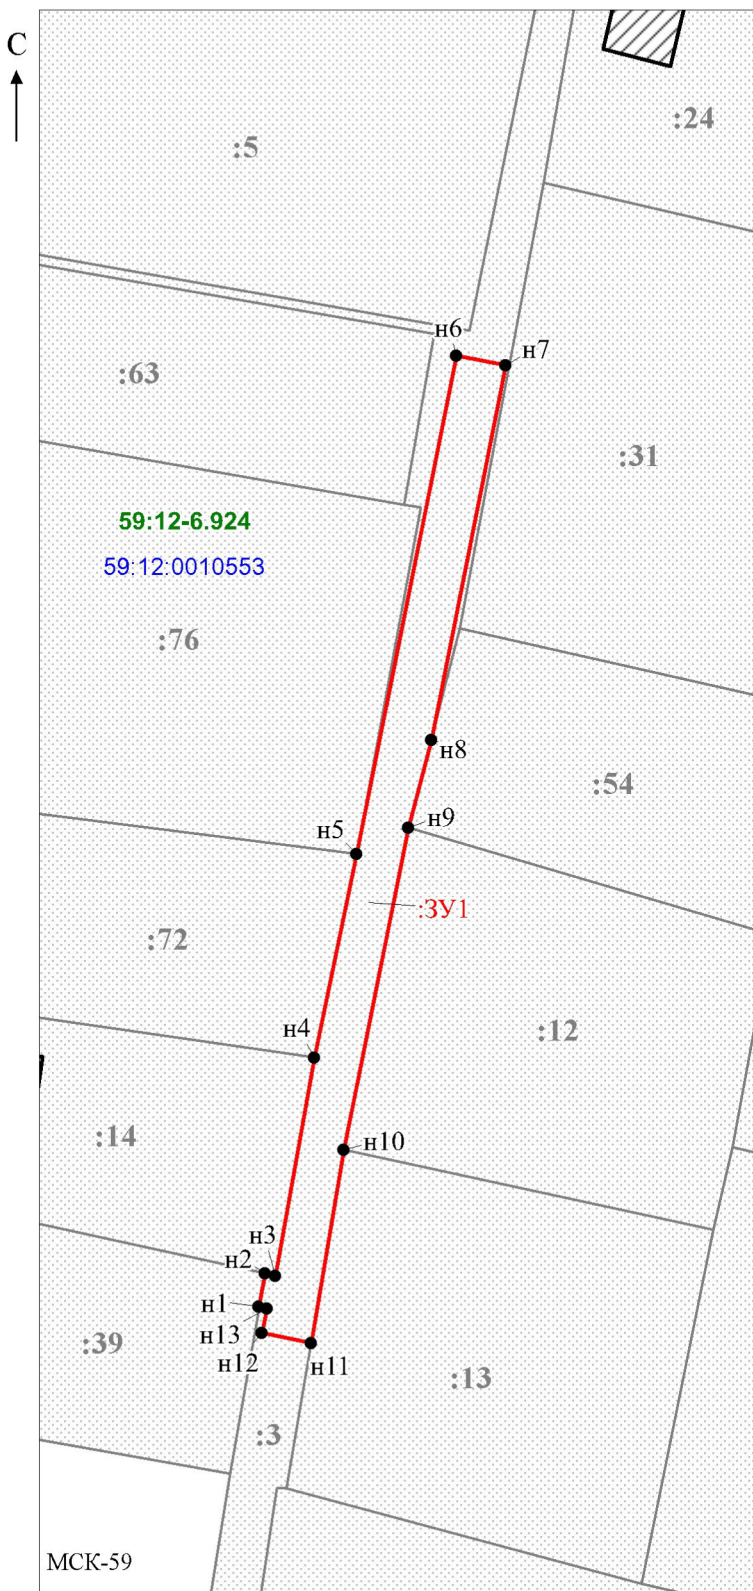 С
:5
:24
н6
н7
:63
:31
59:12-6.924
59:12:0010553
:76
н8
:54
н9
н5
:ЗУ1
:72
:12
н4
н10
:14
н3
н2
н1
н13
:39
н12
н11
:13
:3
МСК-59